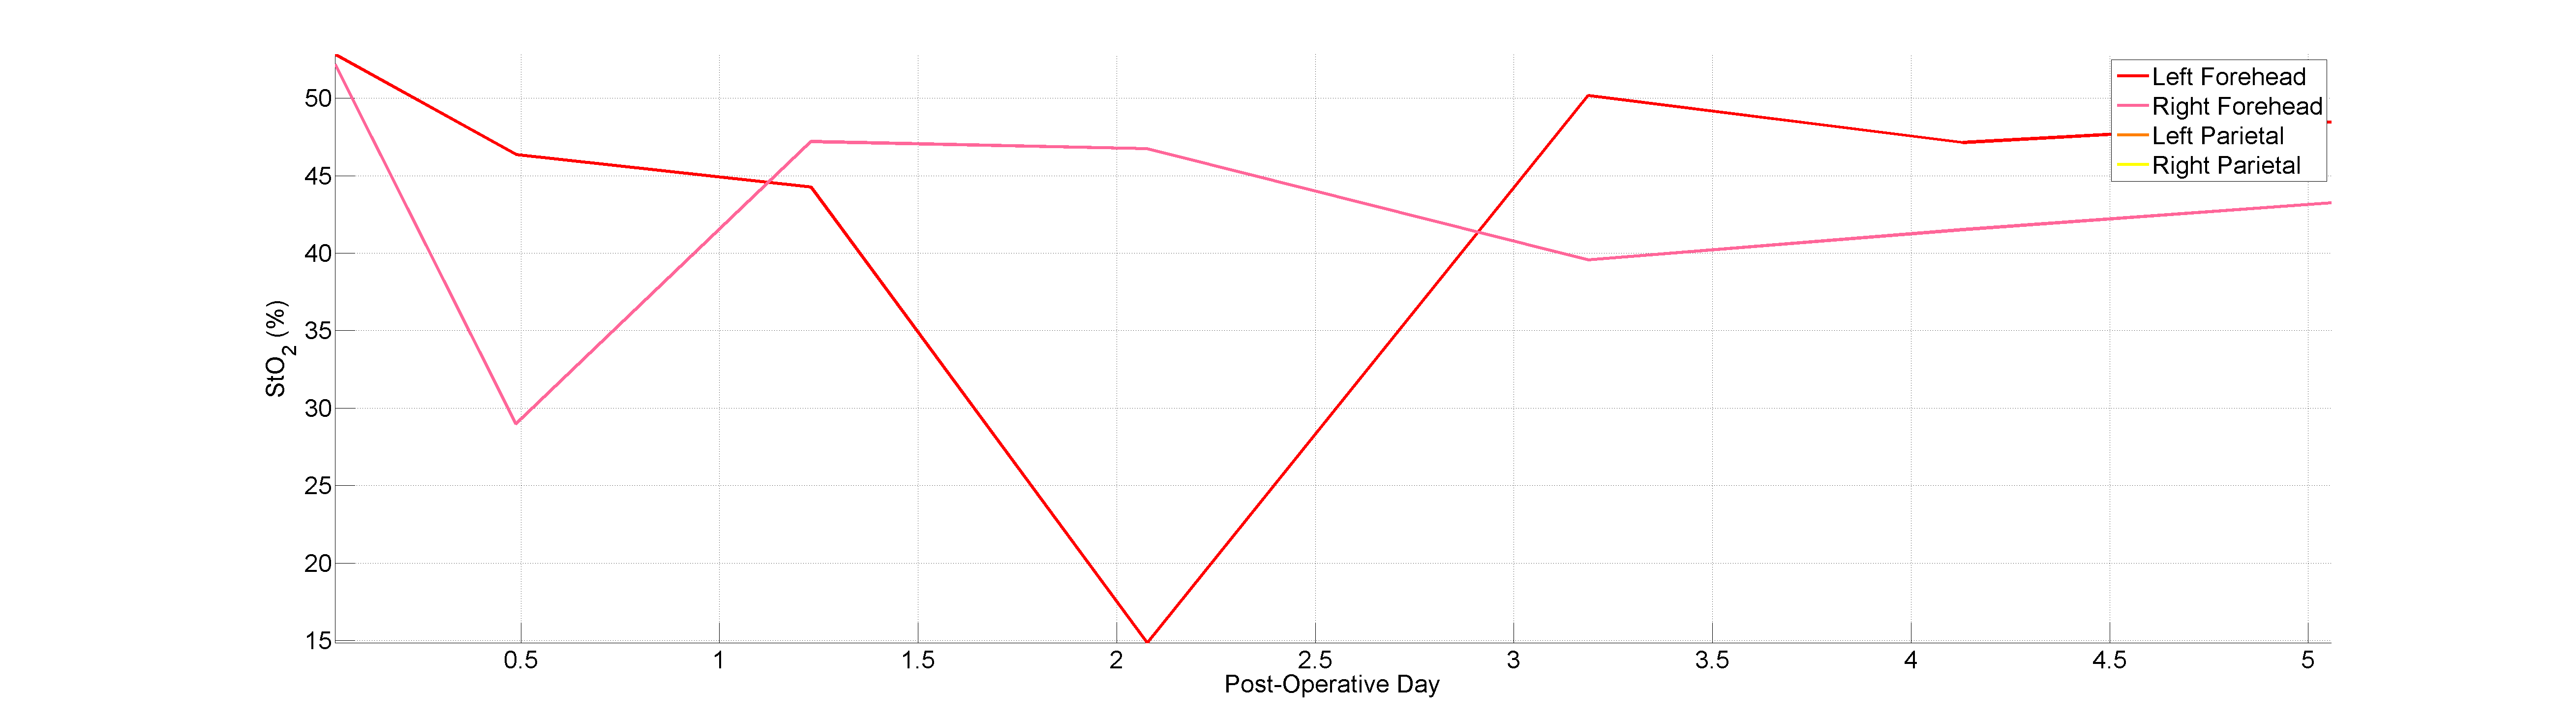 50
45
40
35
30
25
20
15
StO2 (%)
0.5 1 1.5 2 2.5 3 3.5 4 4.5 5
Post-Operative Day
Left Forehead
Right Forehead
Left Parietal
Right Parietal